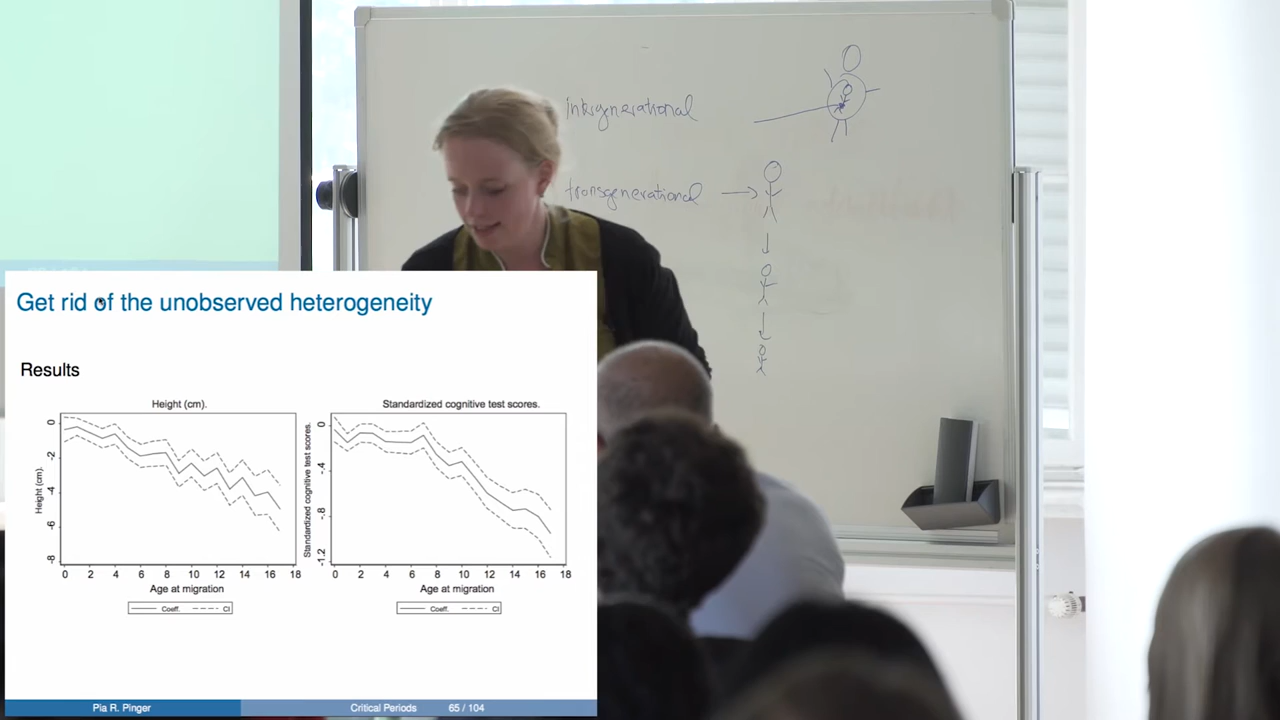 intergenerational
transgenerational
Get rid of the unobserved heterogeneity
Results
Height (cm).
Height (cm).
0
-2
-4
-6
-8
0 2 4 6 8 10 12 14 16 18
Age at migration
Coeff. CI
Standardized cognitive test scores.
Standardized cognitive test scores.
0
-.4
-.8
-1.2
0 2 4 6 8 10 12 14 16 18
Age at migration
Coeff. CI
Pia R. Pinger Critical Periods 65 / 104